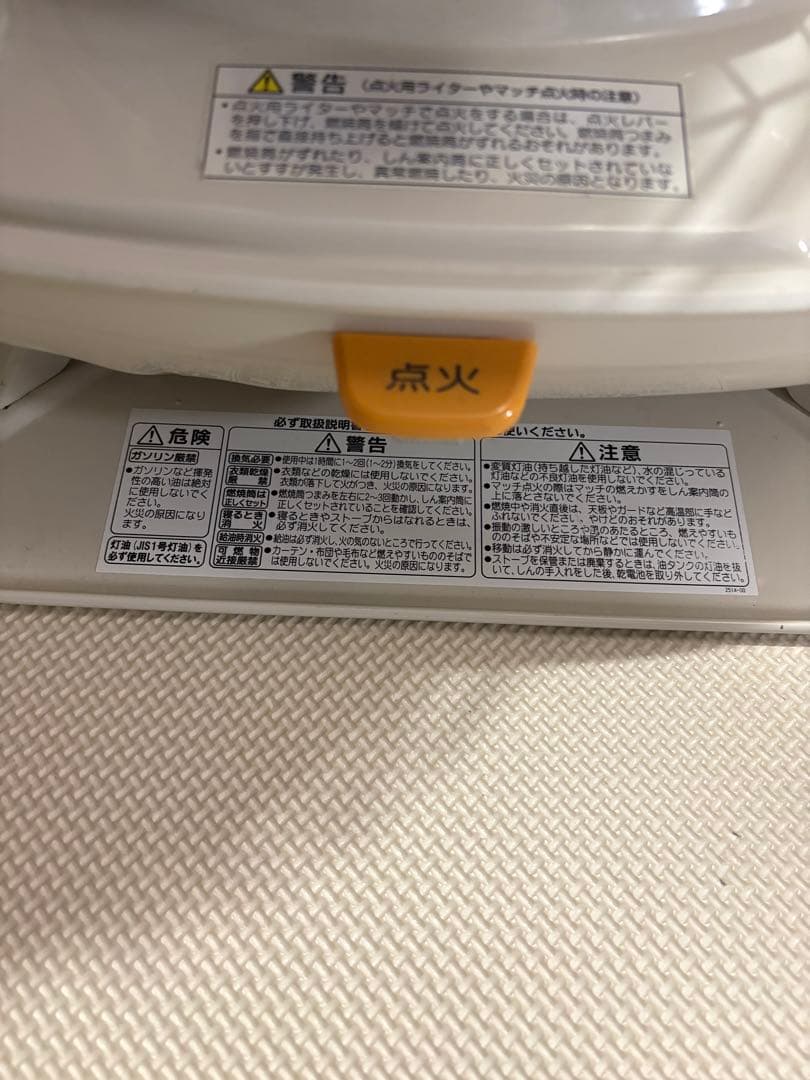 警告 (点火用ライターやマッチ点火時の注意)
・点火用ライターやマッチで点火をする場合は、点火レバー
を押し下げ、燃焼筒を傾けて点火してください。燃焼筒つまみ
を指で直接持ち上げると燃焼筒がずれるおそれがあります。
・燃焼筒がずれたり、しん案内筒に正しくセットされていな
いとすすが発生し、異常燃焼したり、火災の原因となります。
点火
必ず取扱説明
使いください。
危険
ガソリン厳禁
●ガソリンなど揮発
性の高い油は絶対
に使用しないでく
ださい。
火災の原因になり
ます。
灯油(JIS1号灯油)を
必ず使用してください。
警告
換気必要 ●使用中は1時間に1~2回(1~2分)換気をしてください。
衣類乾燥 ●衣類などの乾燥には使用しないでください。
厳禁 衣類が落下して火がつき、火災の原因になります。
燃焼筒は ●燃焼筒つまみを左右に2~3回動かし、しん案内筒に
正しくセット 正しくセットされていることを確認してください。
寝るとき ●寝るときやストーブからはなれるときは、
消火 必ず消火してください。
給油時消火 ●給油は必ず消火し、火の気のないところで行ってください。
可燃物 ●カーテン・布団や毛布など燃えやすいもののそばで
近接厳禁 は使用しないでください。火災の原因になります。
注意
●変質灯油(持ち越した灯油など)、水の混じっている
灯油などの不良灯油を使用しないでください。
●マッチ点火の際はマッチの燃えかすをしん案内筒の
上に落とさないでください。
●燃焼中や消火直後は、天板やガードなど高温部に手など
ふれないでください。やけどのおそれがあります。
●振動の激しいところや風のあたるところ、燃えやすいも
ののそばや不安定な場所などでは使用しないでください。
●移動は必ず消火してから静かに運んでください。
●ストーブを保管または廃棄するときは、油タンクの灯油を抜
いて、しんの手入れをした後、乾電池を取り外してください。